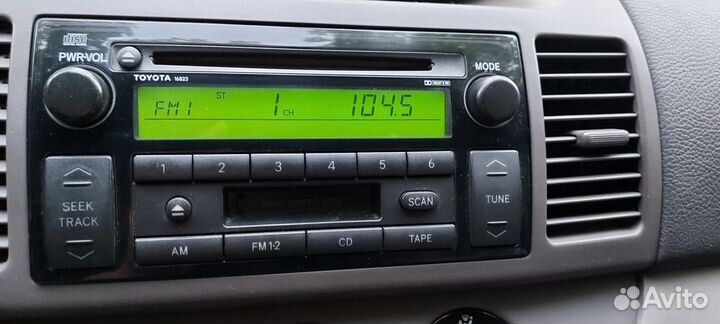 disc
PWR·VOL
TOYOTA 16823
MODE
FM1 ST 1 CH 104.5
1 2 3 4 5 6
SEEK
TRACK
SCAN
TUNE
AM FM1·2 CD TAPE
Avito